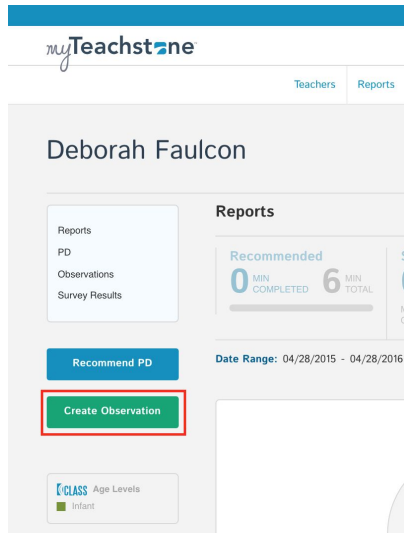 myTeachstone
Teachers Reports
Deborah Faulcon
Reports
PD
Observations
Survey Results
Recommend PD
Create Observation
CLASS Age Levels
Infant
Reports
Recommended
0 MIN COMPLETED 6 MIN TOTAL
Date Range: 04/28/2015 - 04/28/2016